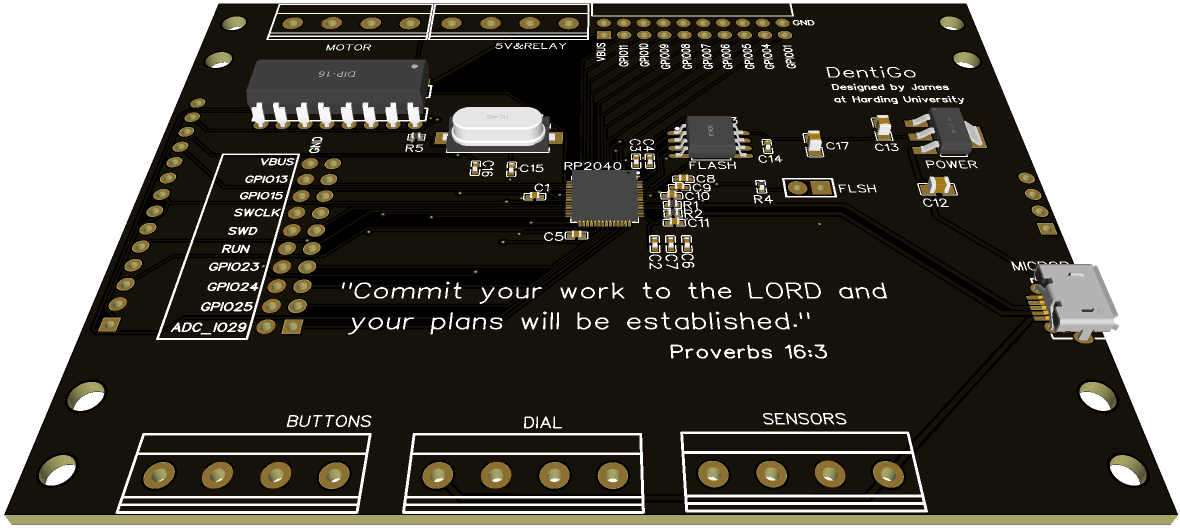 GND
MOTOR
5V&RELAY
VBUS
GPIO11
GPIO10
GPIO09
GPIO08
GPIO07
GPIO06
GPIO05
GPIO04
GPIO01
DIP-16
DentiGo
Designed by James
at Harding University
R5
GND
C16
C15
RP2040
C3
C4
FLASH
C14
C17
C13
POWER
C12
VBUS
GPIO13
GPIO15
SWCLK
SWD
RUN
GPIO23
GPIO24
GPIO25
ADC_IO29
C1
C5
C8
C9
C10
R1
R2
C11
R4
FLSH
C2
C7
C6
"Commit your work to the LORD and
your plans will be established."
Proverbs 16:3
BUTTONS
DIAL
SENSORS